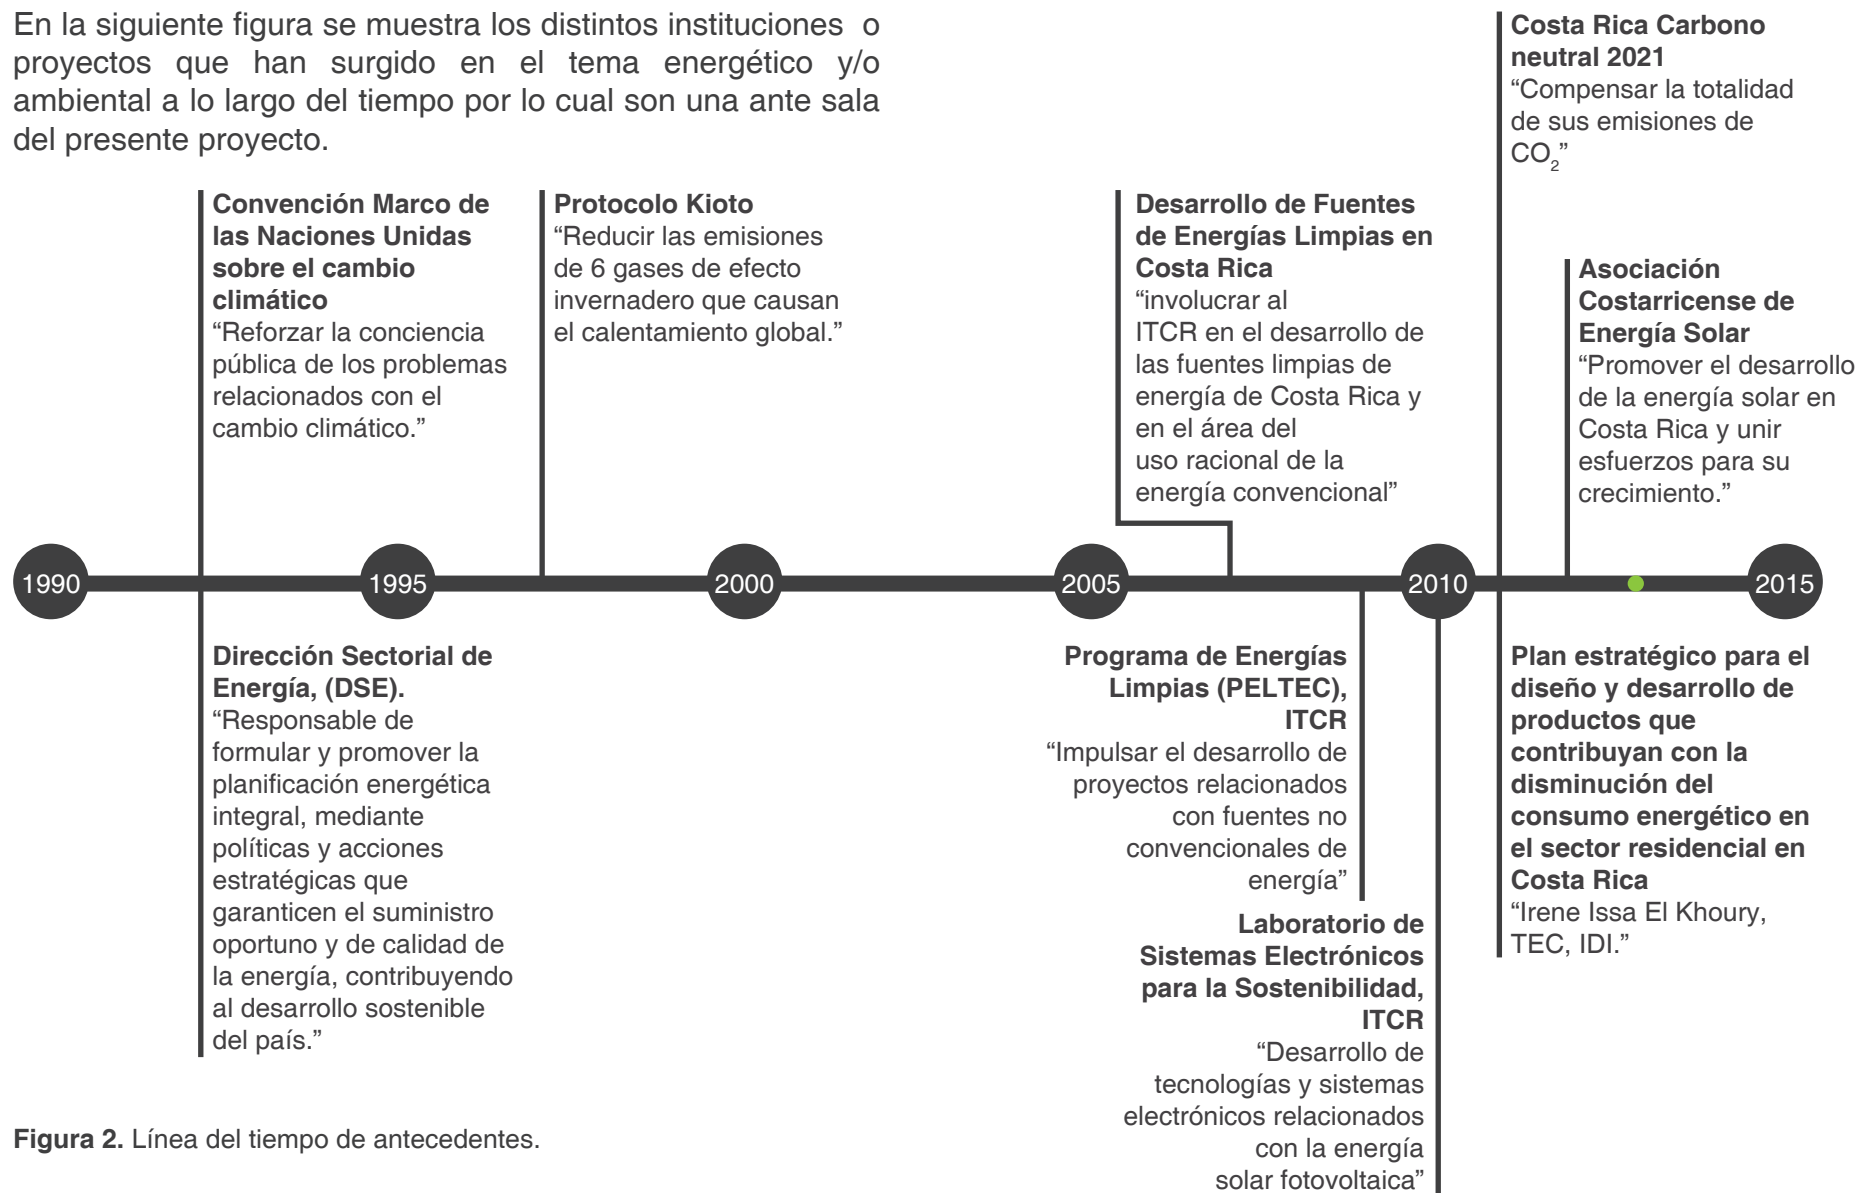 En la siguiente figura se muestra los distintos instituciones o
proyectos que han surgido en el tema energético y/o
ambiental a lo largo del tiempo por lo cual son una ante sala
del presente proyecto.
Costa Rica Carbono
neutral 2021
“Compensar la totalidad
de sus emisiones de
CO₂”
Convención Marco de
las Naciones Unidas
sobre el cambio
climático
“Reforzar la conciencia
pública de los problemas
relacionados con el
cambio climático.”
Protocolo Kioto
“Reducir las emisiones
de 6 gases de efecto
invernadero que causan
el calentamiento global.”
Desarrollo de Fuentes
de Energías Limpias en
Costa Rica
“involucrar al
ITCR en el desarrollo de
las fuentes limpias de
energía de Costa Rica y
en el área del
uso racional de la
energía convencional”
Asociación
Costarricense de
Energía Solar
“Promover el desarrollo
de la energía solar en
Costa Rica y unir
esfuerzos para su
crecimiento.”
1990
1995
2000
2005
2010
2015
Dirección Sectorial de
Energía, (DSE).
“Responsable de
formular y promover la
planificación energética
integral, mediante
políticas y acciones
estratégicas que
garanticen el suministro
oportuno y de calidad de
la energía, contribuyendo
al desarrollo sostenible
del país.”
Programa de Energías
Limpias (PELTEC),
ITCR
“Impulsar el desarrollo de
proyectos relacionados
con fuentes no
convencionales de
energía”
Laboratorio de
Sistemas Electrónicos
para la Sostenibilidad,
ITCR
“Desarrollo de
tecnologías y sistemas
electrónicos relacionados
con la energía
solar fotovoltaica”
Plan estratégico para el
diseño y desarrollo de
productos que
contribuyan con la
disminución del
consumo energético en
el sector residencial en
Costa Rica
“Irene Issa El Khoury,
TEC, IDI.”
Figura 2. Línea del tiempo de antecedentes.